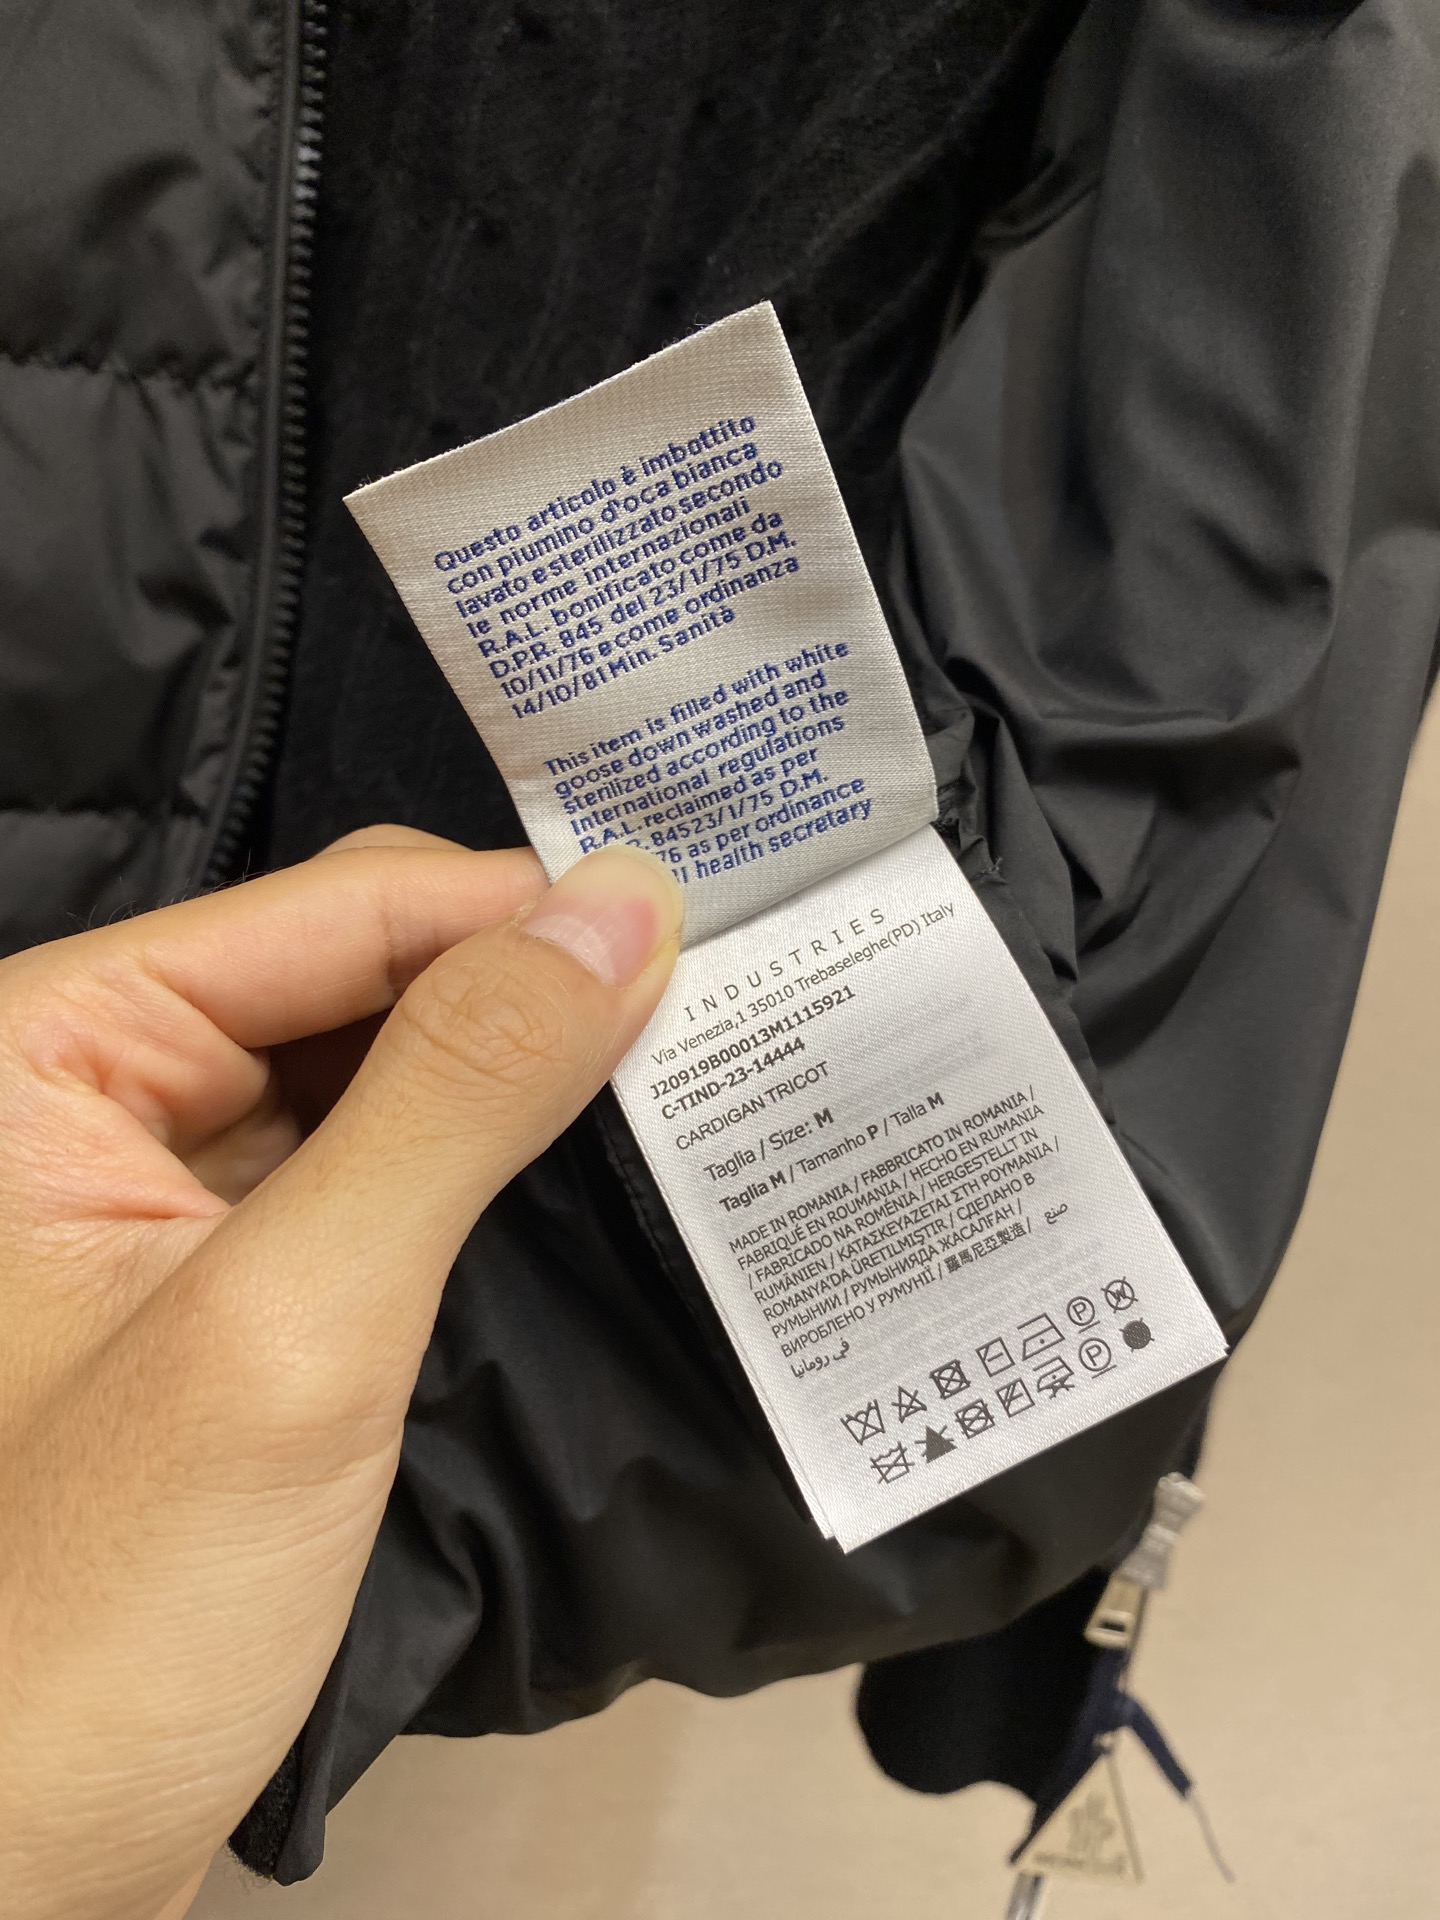 Questo articolo è imbottito
con piumino d'oca bianca
lavato e sterilizzato secondo
le norme internazionali
R.A.L. bonificato come da
D.P.R. 845 del 23/1/75 D.M.
10/11/76 e come ordinanza
14/10/81 Min. Sanità
This item is filled with white
goose down washed and
sterilized according to the
International regulations
R.A.L. reclaimed as per
R. 84523/1/75 D.M.
76 as per ordinance
health secretary
INDUSTRIES
Via Venezia,1 35010 Trebaseleghe(PD) Italy
J20919B00013M1115921
C-TIND-23-14444
CARDIGAN TRICOT
Taglia / Size: M
Taglia M / Tamanho P / Talla M
MADE IN ROMANIA / FABBRICATO IN ROMANIA /
FABRIQUÉ EN ROUMANIE / HECHO EN RUMANIA
/ FABRICADO NA ROMÉNIA / HERGESTELLT IN
RUMÄNIEN / ΚΑΤΑΣΚΕΥΑΖΕΤΑΙ ΣΤΗ ΡΟΥΜΑΝΙΑ /
ROMANYA'DA ÜRETILMIŞTIR / СДЕЛАНО В
РУМЫНИИ / РУМЫНИЯДА ЖАСАЛҒАН /
ВИРОБЛЕНО У РУМУНІЇ / 羅馬尼亞製造 / صنع
في رومانيا
P W
P